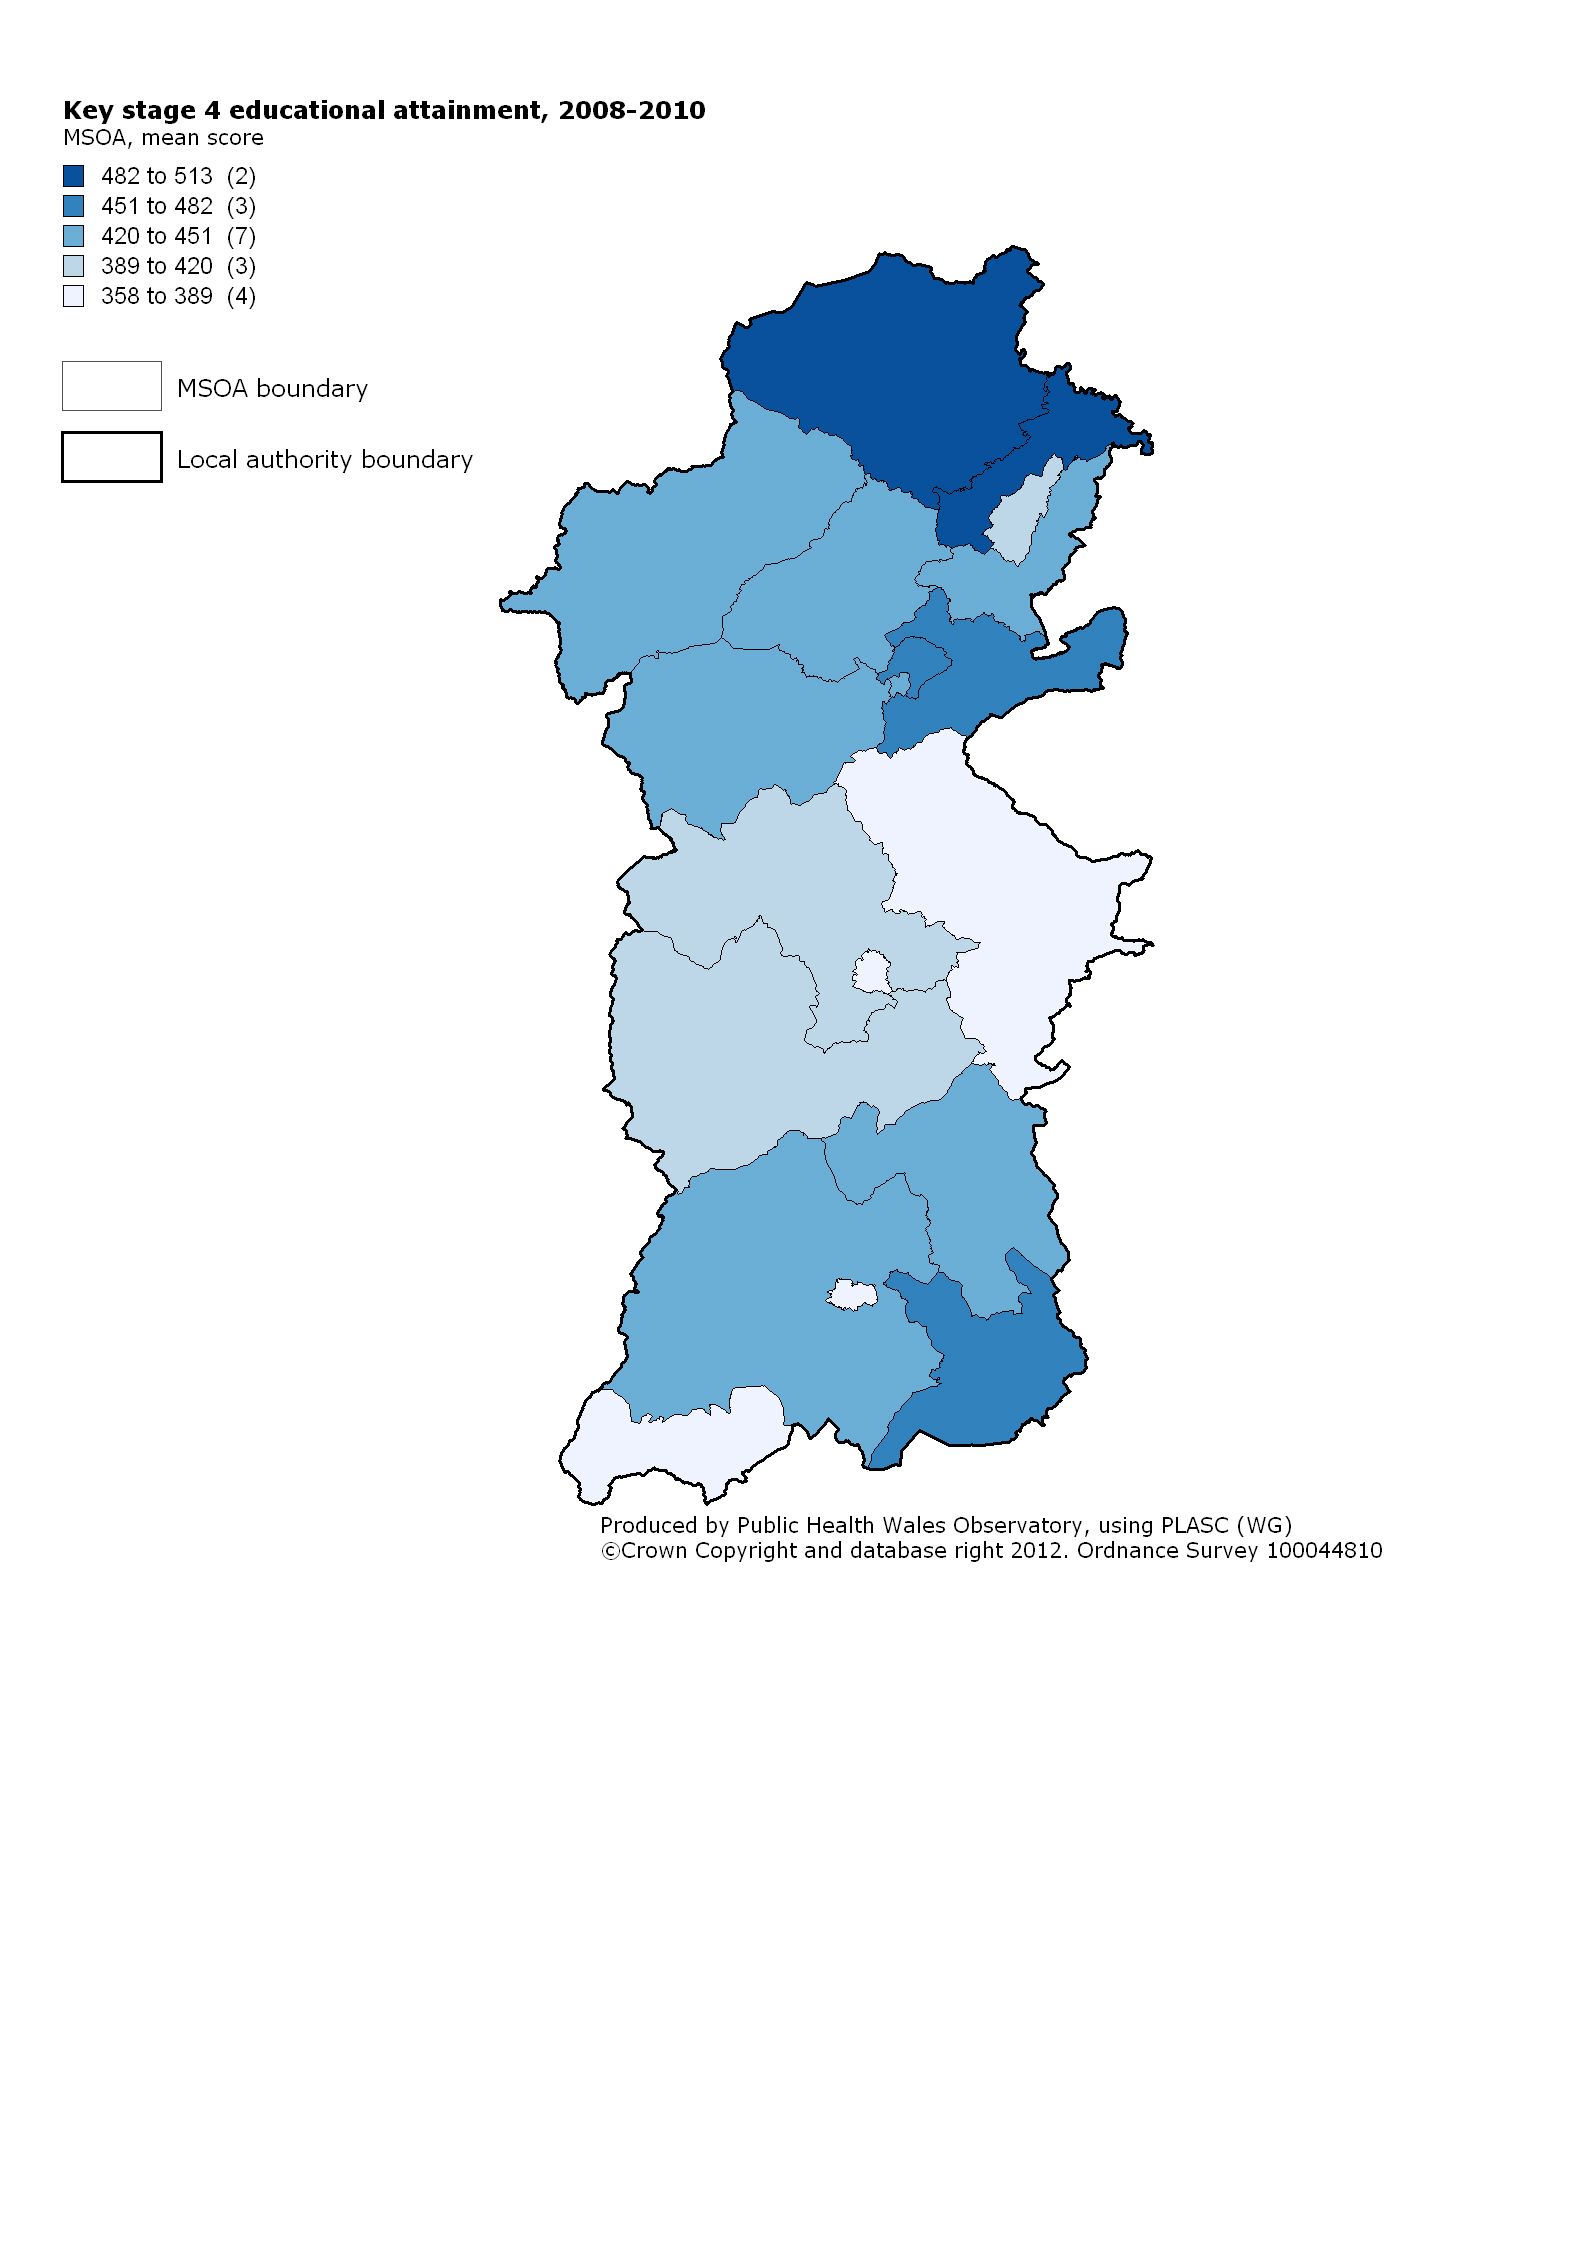 Key stage 4 educational attainment, 2008-2010
MSOA, mean score
482 to 513 (2)
451 to 482 (3)
420 to 451 (7)
389 to 420 (3)
358 to 389 (4)
MSOA boundary
Local authority boundary
Produced by Public Health Wales Observatory, using PLASC (WG)
©Crown Copyright and database right 2012. Ordnance Survey 100044810